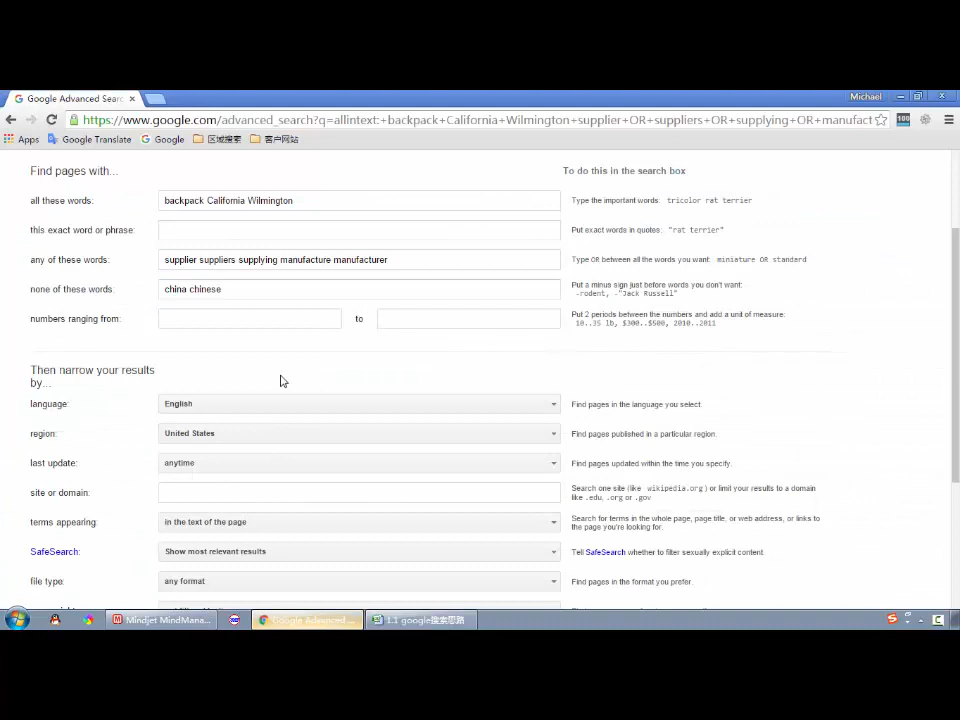 Google Advanced Searc
Michael
https://www.google.com/advanced_search?q=allintext:+backpack+California+Wilmington+supplier+OR+suppliers+OR+supplying+OR+manufact
100
Apps Google Translate Google 区域搜索 客户网站
Find pages with... To do this in the search box
all these words: backpack California Wilmington Type the important words: tricolor rat terrier
this exact word or phrase: Put exact words in quotes: "rat terrier"
any of these words: supplier suppliers supplying manufacture manufacturer Type OR between all the words you want: miniature OR standard
none of these words: china chinese Put a minus sign just before words you don't want:
-rodent, -"Jack Russell"
numbers ranging from: to Put 2 periods between the numbers and add a unit of measure:
10..35 lb, $300..$500, 2010..2011
Then narrow your results
by...
language: English Find pages in the language you select.
region: United States Find pages published in a particular region.
last update: anytime Find pages updated within the time you specify.
site or domain: Search one site (like wikipedia.org) or limit your results to a domain
like .edu, .org or .gov
terms appearing: in the text of the page Search for terms in the whole page, page title, or web address, or links to
the page you're looking for.
SafeSearch: Show most relevant results Tell SafeSearch whether to filter sexually explicit content.
file type: any format Find pages in the format you prefer.
Mindjet MindMana... Google Advanced... 1.1 google搜索思路